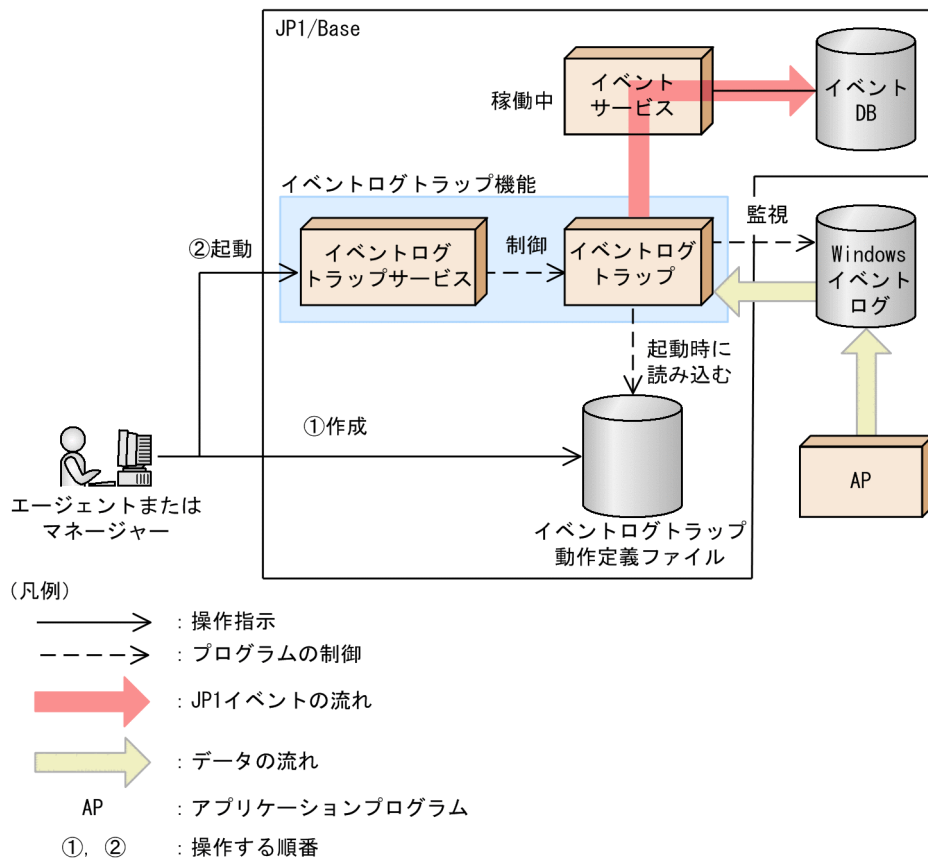 JP1/Base
イベント
サービス
稼働中
イベント
DB
イベントログトラップ機能
監視
②起動
イベントログ
トラップサービス
制御
イベントログ
トラップ
Windows
イベント
ログ
起動時に
読み込む
①作成
AP
エージェントまたは
マネージャー
イベントログトラップ
動作定義ファイル
(凡例)
：操作指示
：プログラムの制御
：JP1イベントの流れ
：データの流れ
AP ：アプリケーションプログラム
①，② ：操作する順番